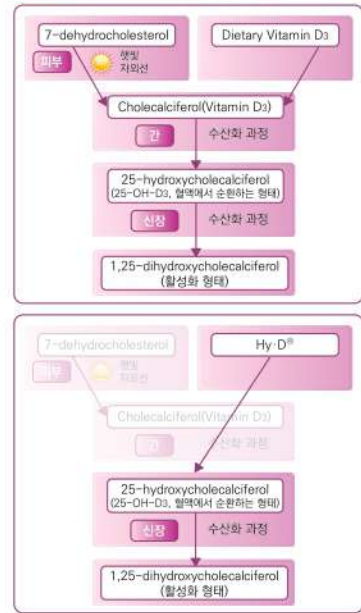 7-dehydrocholesterol
Dietary Vitamin D3
피부
햇빛
자외선
Cholecalciferol(Vitamin D3)
간
수산화 과정
25-hydroxycholecalciferol
(25-OH-D3, 혈액에서 순환하는 형태)
신장
수산화 과정
1,25-dihydroxycholecalciferol
(활성화 형태)
7-dehydrocholesterol
Hy·D®
피부
햇빛
자외선
Cholecalciferol(Vitamin D3)
간
수산화 과정
25-hydroxycholecalciferol
(25-OH-D3, 혈액에서 순환하는 형태)
신장
수산화 과정
1,25-dihydroxycholecalciferol
(활성화 형태)